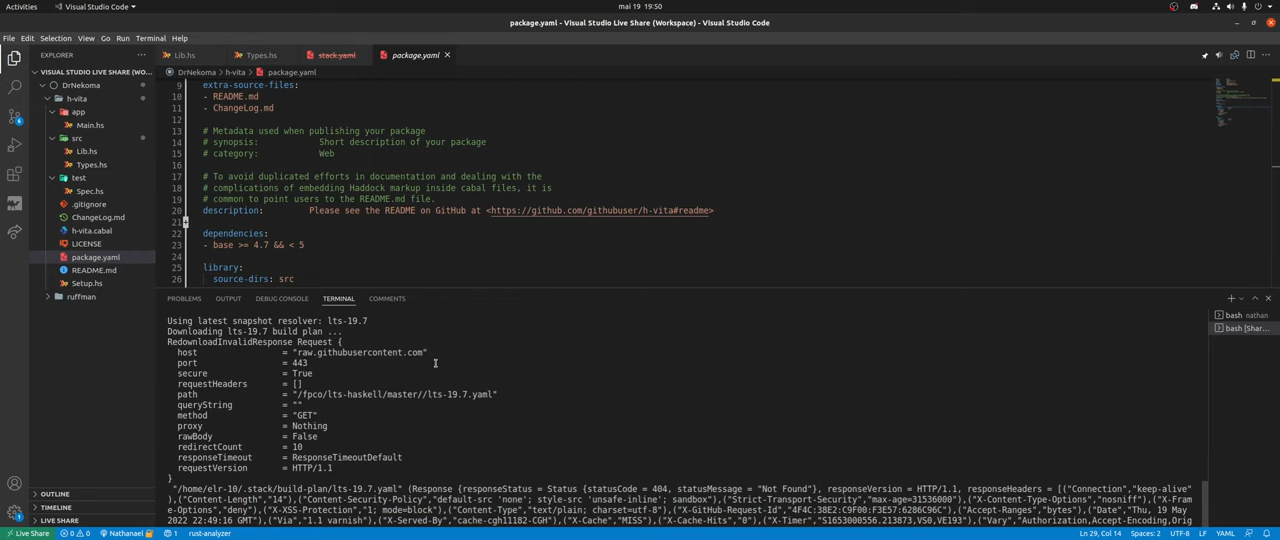 Activities
Visual Studio Code
mai 19 19:50
package.yaml - Visual Studio Live Share (Workspace) - Visual Studio Code
File Edit Selection View Go Run Terminal Help
EXPLORER
Lib.hs
Types.hs
stack.yaml
package.yaml
VISUAL STUDIO LIVE SHARE (WO...
DrNekoma > h-vita > package.yaml
DrNekoma
h-vita
app
Main.hs
src
Lib.hs
Types.hs
test
Spec.hs
.gitignore
ChangeLog.md
h-vita.cabal
LICENSE
package.yaml
README.md
Setup.hs
ruffman
OUTLINE
TIMELINE
LIVE SHARE
9 extra-source-files:
10 - README.md
11 - ChangeLog.md
12
13 # Metadata used when publishing your package
14 # synopsis: Short description of your package
15 # category: Web
16
17 # To avoid duplicated efforts in documentation and dealing with the
18 # complications of embedding Haddock markup inside cabal files, it is
19 # common to point users to the README.md file.
20 description: Please see the README on GitHub at <https://github.com/githubuser/h-vita#readme>
21
22 dependencies:
23 - base >= 4.7 && < 5
24
25 library:
26 source-dirs: src
PROBLEMS OUTPUT DEBUG CONSOLE TERMINAL COMMENTS
bash nathan
bash [Shar...
Using latest snapshot resolver: lts-19.7
Downloading lts-19.7 build plan ...
RedownloadInvalidResponse Request {
host = "raw.githubusercontent.com"
port = 443
secure = True
requestHeaders = []
path = "/fpco/lts-haskell/master//lts-19.7.yaml"
queryString = ""
method = "GET"
proxy = Nothing
rawBody = False
redirectCount = 10
responseTimeout = ResponseTimeoutDefault
requestVersion = HTTP/1.1
}
"/home/elr-10/.stack/build-plan/lts-19.7.yaml" (Response {responseStatus = Status {statusCode = 404, statusMessage = "Not Found"}, responseVersion = HTTP/1.1, responseHeaders = [("Connection","keep-alive"
),("Content-Length","14"),("Content-Security-Policy","default-src 'none'; style-src 'unsafe-inline'; sandbox"),("Strict-Transport-Security","max-age=31536000"),("X-Content-Type-Options","nosniff"),("X-Fram
e-Options","deny"),("X-XSS-Protection","1; mode=block"),("Content-Type","text/plain; charset=utf-8"),("X-GitHub-Request-Id","4F4C:38E2:C9F00:F3E57:6286C96C"),("Accept-Ranges","bytes"),("Date","Thu, 19 May
2022 22:49:16 GMT"),("Via","1.1 varnish"),("X-Served-By","cache-cgh11182-CGH"),("X-Cache","MISS"),("X-Cache-Hits","0"),("X-Timer","S1653000556.213873,VS0,VE193"),("Vary","Authorization,Accept-Encoding,Orig
Live Share 0 0 Nathanael 1 rust-analyzer
Ln 29, Col 14 Spaces: 2 UTF-8 LF YAML